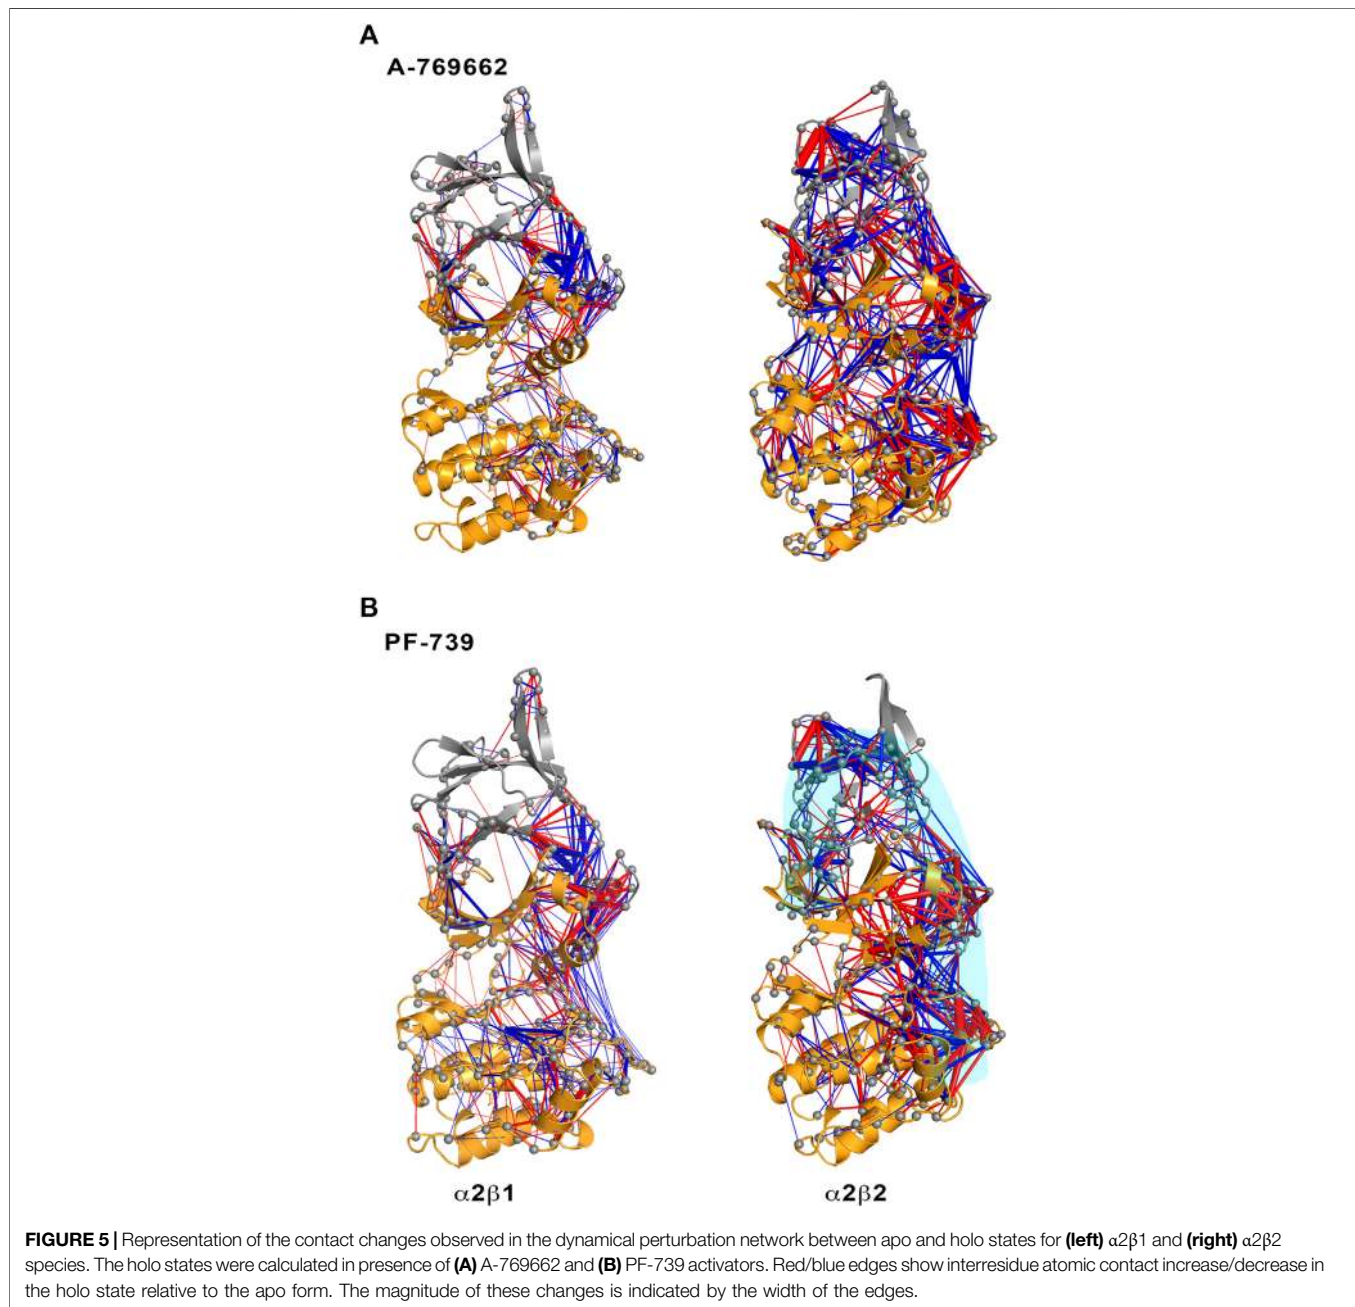 A
A-769662
B
PF-739
α2β1
α2β2
FIGURE 5 | Representation of the contact changes observed in the dynamical perturbation network between apo and holo states for (left) α2β1 and (right) α2β2
species. The holo states were calculated in presence of (A) A-769662 and (B) PF-739 activators. Red/blue edges show interresidue atomic contact increase/decrease in
the holo state relative to the apo form. The magnitude of these changes is indicated by the width of the edges.